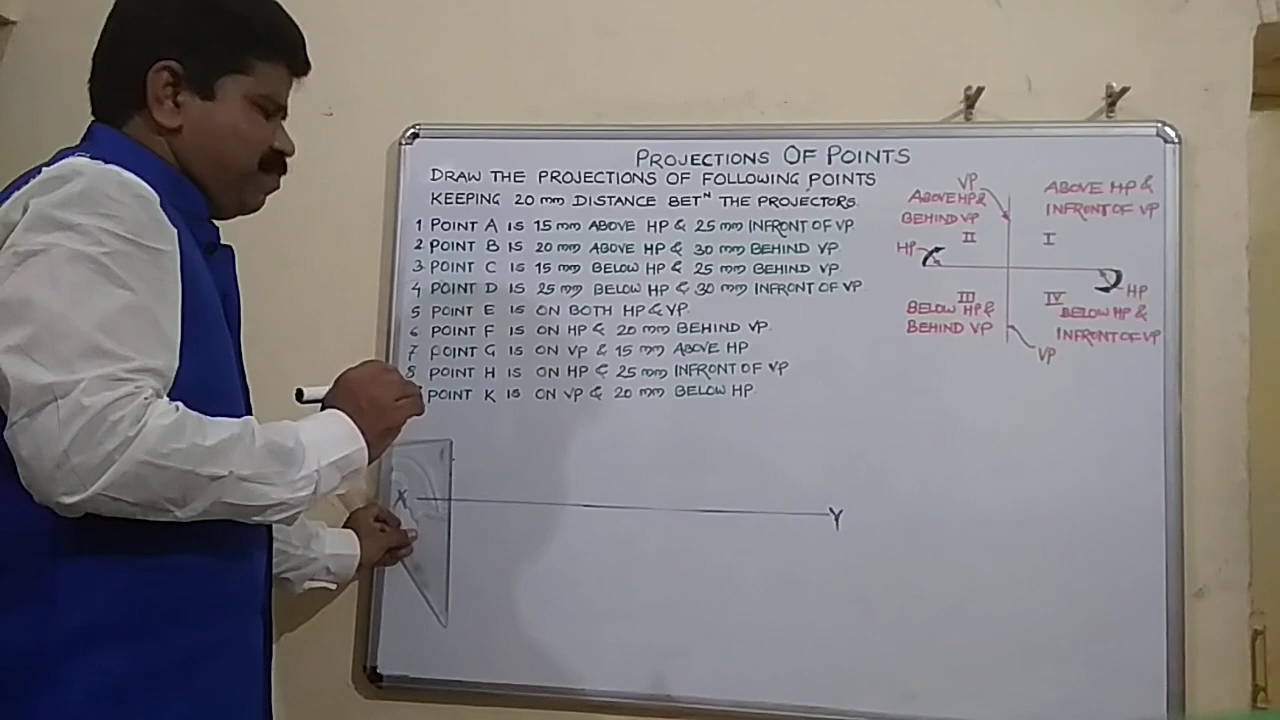 PROJECTIONS OF POINTS
DRAW THE PROJECTIONS OF FOLLOWING POINTS
KEEPING 20 mm DISTANCE BETᴺ THE PROJECTORS.
1 POINT A IS 15 mm ABOVE HP & 25 mm INFRONT OF VP.
2 POINT B IS 20 mm ABOVE HP & 30 mm BEHIND VP.
3 POINT C IS 15 mm BELOW HP & 25 mm BEHIND VP.
4 POINT D IS 25 mm BELOW HP & 30 mm INFRONT OF VP.
5 POINT E IS ON BOTH HP & VP.
6 POINT F IS ON HP & 20 mm BEHIND VP.
7 POINT G IS ON VP & 15 mm ABOVE HP.
8 POINT H IS ON HP & 25 mm INFRONT OF VP
POINT K IS ON VP & 20 mm BELOW HP.
VP
ABOVE HP &
BEHIND VP
II
ABOVE HP &
INFRONT OF VP
I
HP
HP
III
BELOW HP &
BEHIND VP
IV
BELOW HP &
INFRONT OF VP
VP
X
Y